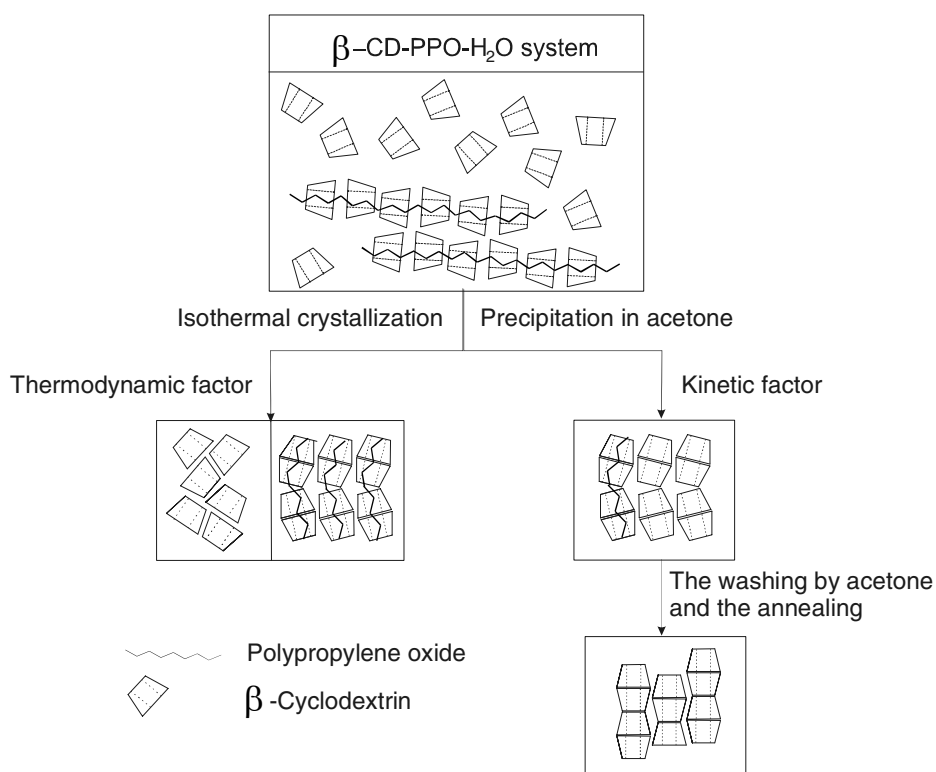 β–CD-PPO-H₂O system
Isothermal crystallization
Precipitation in acetone
Thermodynamic factor
Kinetic factor
The washing by acetone
and the annealing
Polypropylene oxide
β-Cyclodextrin